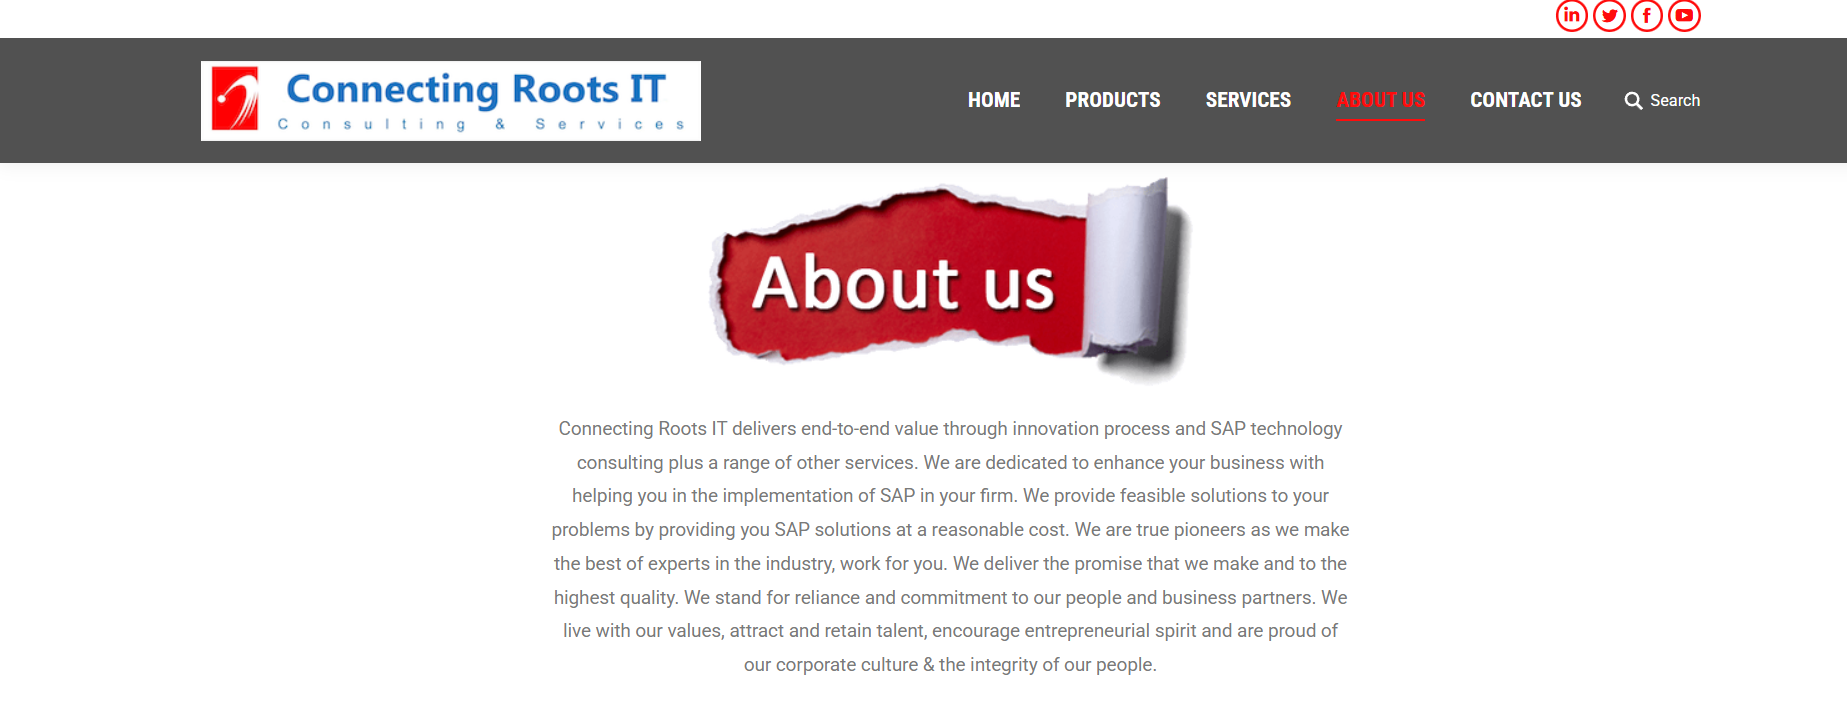 Connecting Roots IT
Consulting & Services
HOME PRODUCTS SERVICES ABOUT US CONTACT US Search
About us
Connecting Roots IT delivers end-to-end value through innovation process and SAP technology
consulting plus a range of other services. We are dedicated to enhance your business with
helping you in the implementation of SAP in your firm. We provide feasible solutions to your
problems by providing you SAP solutions at a reasonable cost. We are true pioneers as we make
the best of experts in the industry, work for you. We deliver the promise that we make and to the
highest quality. We stand for reliance and commitment to our people and business partners. We
live with our values, attract and retain talent, encourage entrepreneurial spirit and are proud of
our corporate culture & the integrity of our people.